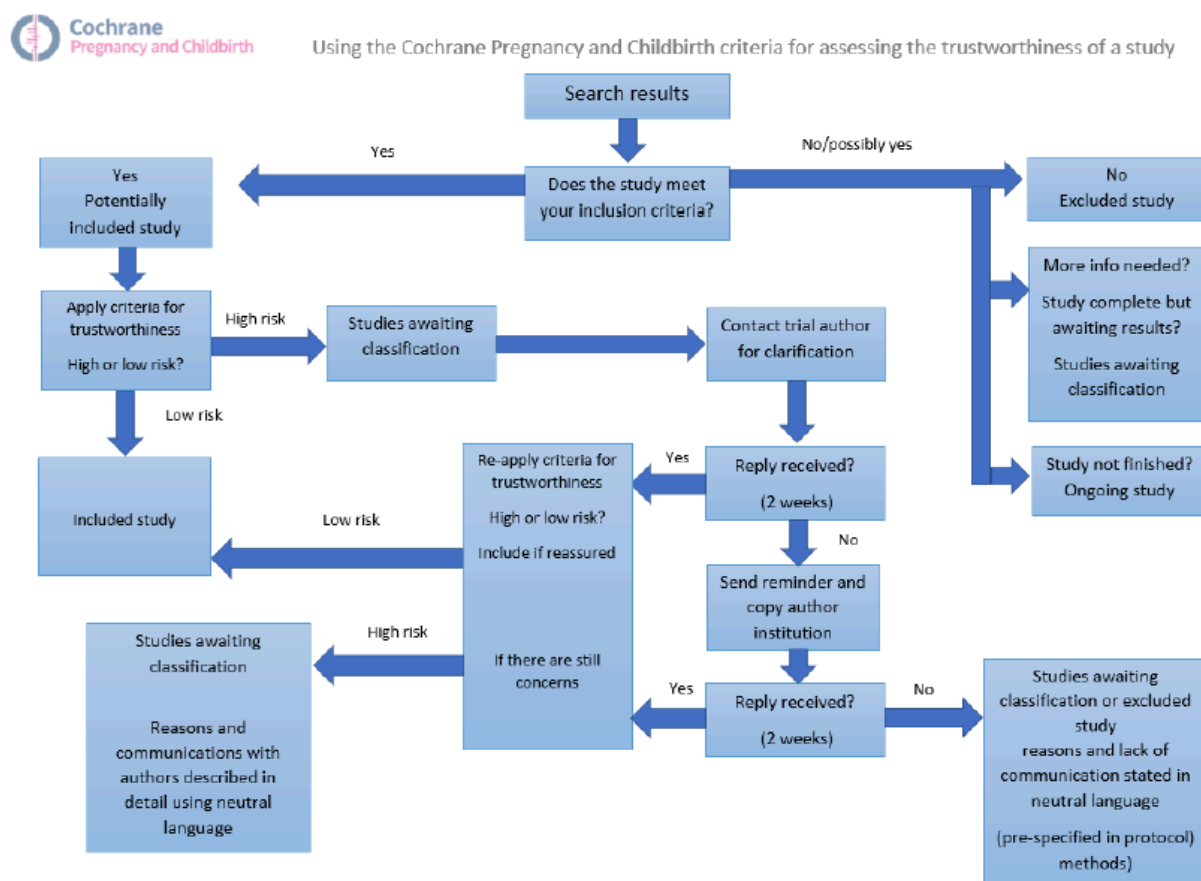 Cochrane
Pregnancy and Childbirth
Using the Cochrane Pregnancy and Childbirth criteria for assessing the trustworthiness of a study
Search results
Yes
No/possibly yes
Does the study meet
your inclusion criteria?
Yes
Potentially
included study
No
Excluded study
More info needed?
Study complete but
awaiting results?
Studies awaiting
classification
Study not finished?
Ongoing study
Apply criteria for
trustworthiness
High or low risk?
High risk
Studies awaiting
classification
Contact trial author
for clarification
Low risk
Included study
Reply received?
(2 weeks)
Yes
No
Re-apply criteria for
trustworthiness
High or low risk?
Include if reassured
If there are still
concerns
Low risk
High risk
Send reminder and
copy author
institution
Reply received?
(2 weeks)
Yes
No
Studies awaiting
classification
Reasons and
communications with
authors described in
detail using neutral
language
Studies awaiting
classification or excluded
study
reasons and lack of
communication stated in
neutral language
(pre-specified in protocol)
methods)